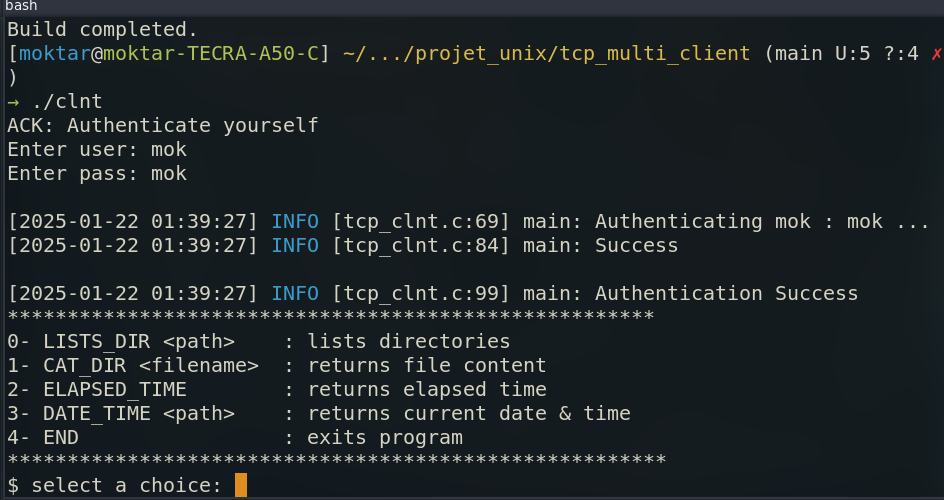 bash
Build completed.
[moktar@moktar-TECRA-A50-C] ~/.../projet_unix/tcp_multi_client (main U:5 ?:4 ✗
)
→ ./clnt
ACK: Authenticate yourself
Enter user: mok
Enter pass: mok
[2025-01-22 01:39:27] INFO [tcp_clnt.c:69] main: Authenticating mok : mok ...
[2025-01-22 01:39:27] INFO [tcp_clnt.c:84] main: Success
[2025-01-22 01:39:27] INFO [tcp_clnt.c:99] main: Authentication Success
******************************************************
0- LISTS_DIR <path>    : lists directories
1- CAT_DIR <filename>  : returns file content
2- ELAPSED_TIME        : returns elapsed time
3- DATE_TIME <path>    : returns current date & time
4- END                 : exits program
*******************************************************
$ select a choice: